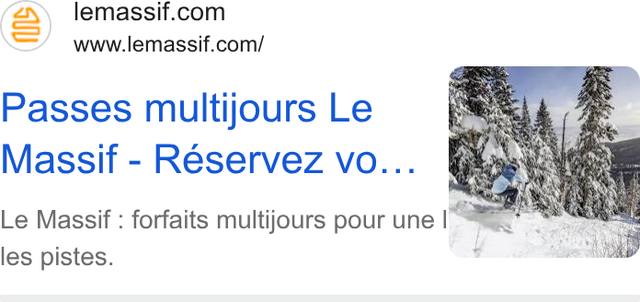 lemassif.com
www.lemassif.com/
Passes multijours Le
Massif - Réservez vo...
Le Massif : forfaits multijours pour une l
les pistes.